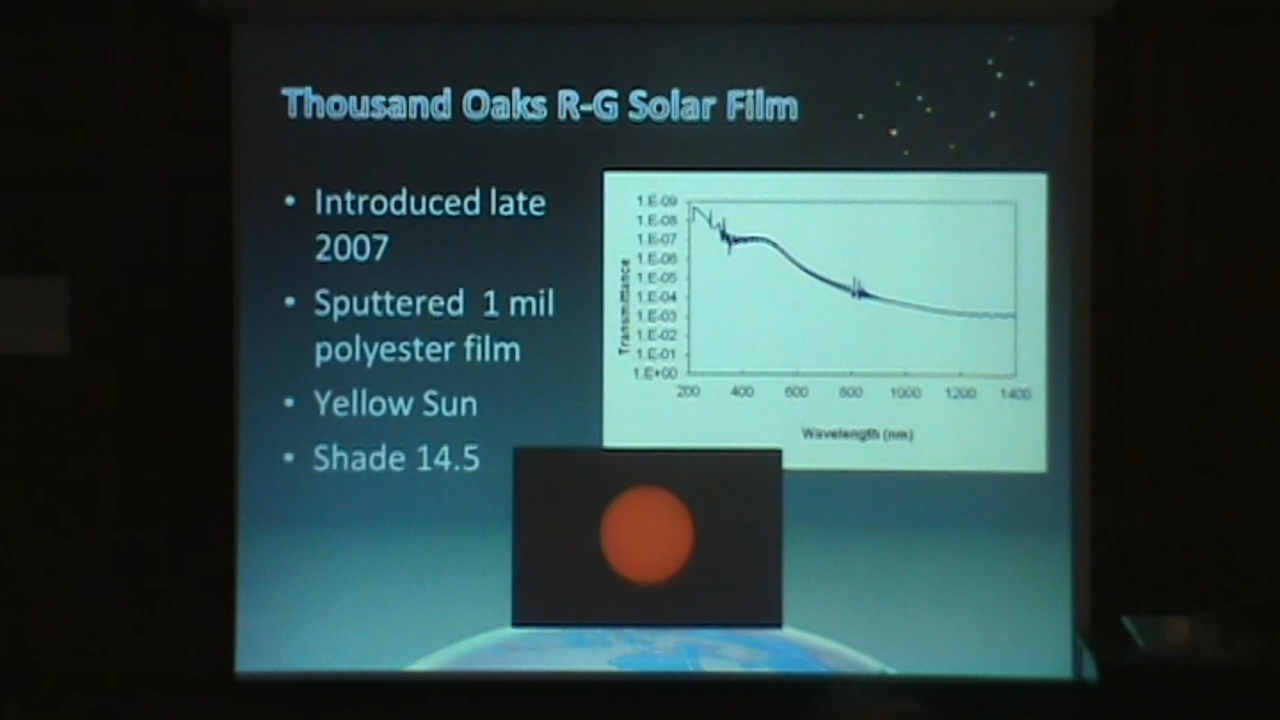 Thousand Oaks R-G Solar Film
• Introduced late
2007
• Sputtered 1 mil
polyester film
• Yellow Sun
• Shade 14.5
Transmittance
1.E-09
1.E-08
1.E-07
1.E-06
1.E-05
1.E-04
1.E-03
1.E-02
1.E-01
1.E+00
200 400 600 800 1000 1200 1400
Wavelength (nm)